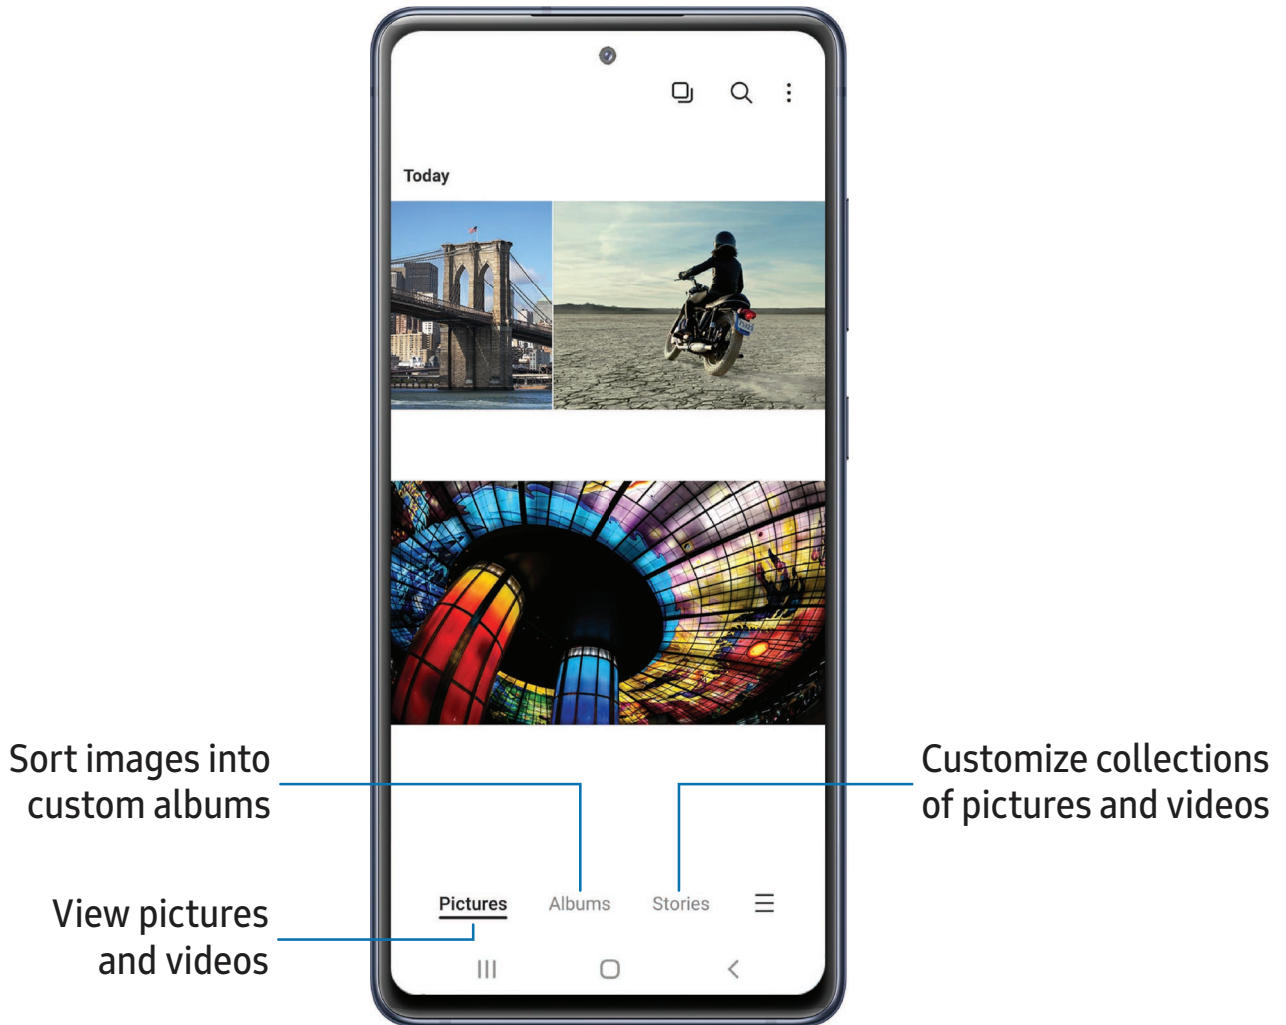 Today
Sort images into
custom albums
Customize collections
of pictures and videos
View pictures
and videos
Pictures
Albums
Stories